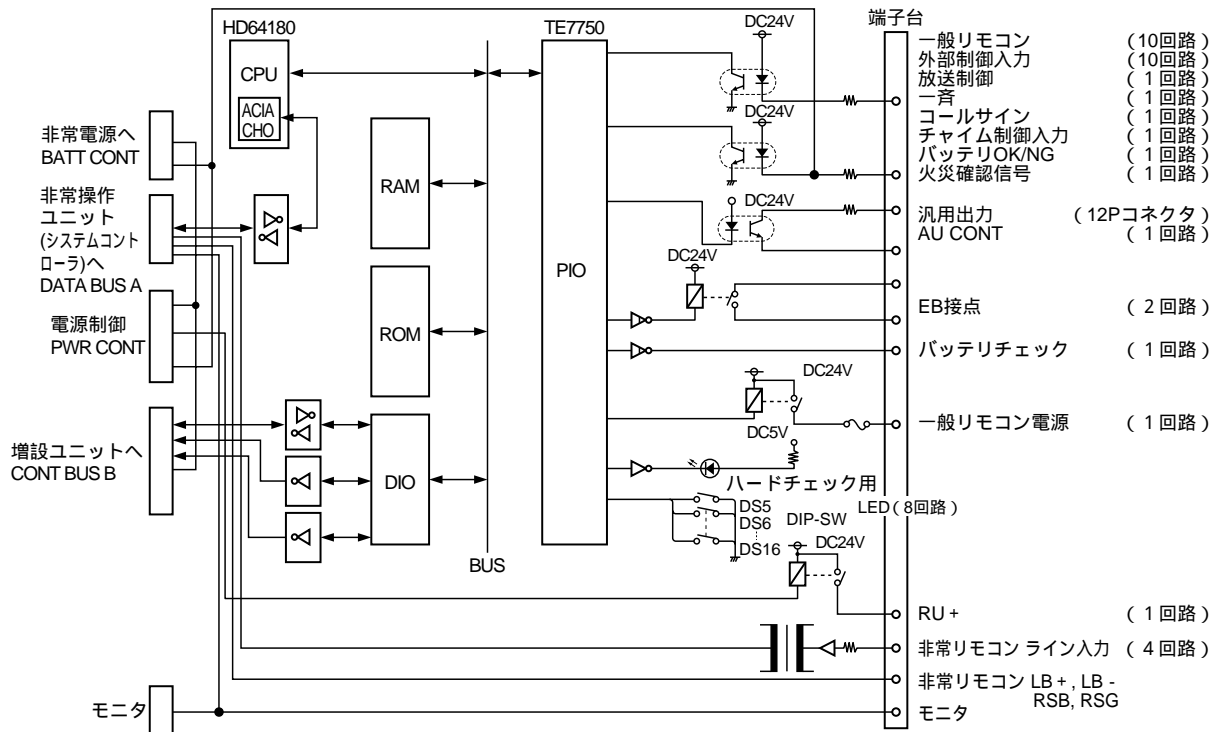 HD64180
CPU
ACIA
CHO
TE7750
PIO
RAM
ROM
DIO
BUS
非常電源へ
BATT CONT
非常操作
ユニット
(システムコント
ローラ)へ
DATA BUS A
電源制御
PWR CONT
増設ユニットへ
CONT BUS B
モニタ
DC24V
DC24V
DC24V
DC24V
DC24V
DC5V
ハードチェック用
LED(8回路)
DS5
DS6
DS16
DIP-SW
DC24V
端子台
一般リモコン (10回路)
外部制御入力 (10回路)
放送制御 (1回路)
一斉 (1回路)
コールサイン (1回路)
チャイム制御入力 (1回路)
バッテリOK/NG (1回路)
火災確認信号 (1回路)
汎用出力 (12Pコネクタ)
AU CONT (1回路)
EB接点 (2回路)
バッテリチェック (1回路)
一般リモコン電源 (1回路)
RU+ (1回路)
非常リモコン ライン入力 (4回路)
非常リモコン LB+, LB-
RSB, RSG
モニタ